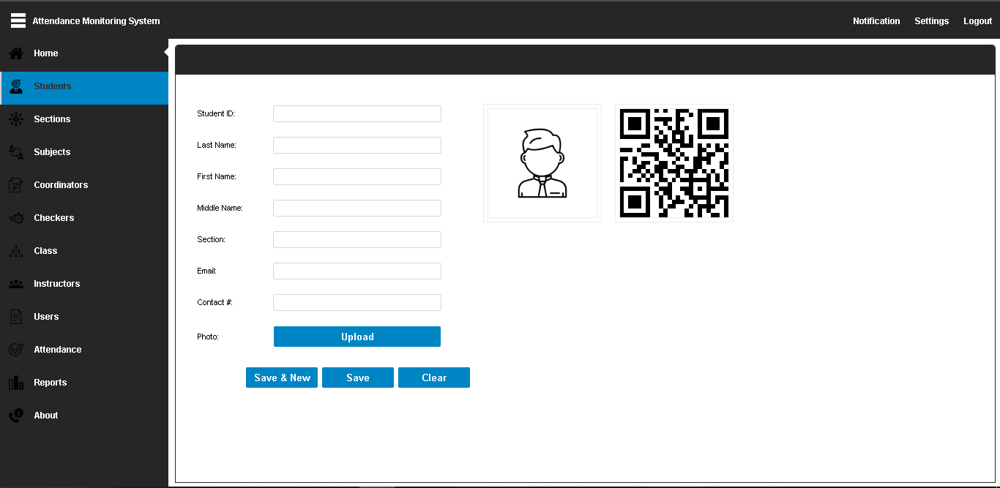 Attendance Monitoring System
Notification Settings Logout
Home
Students
Sections
Subjects
Coordinators
Checkers
Class
Instructors
Users
Attendance
Reports
About
Student ID:
Last Name:
First Name:
Middle Name:
Section:
Email:
Contact #:
Photo: Upload
Save & New Save Clear